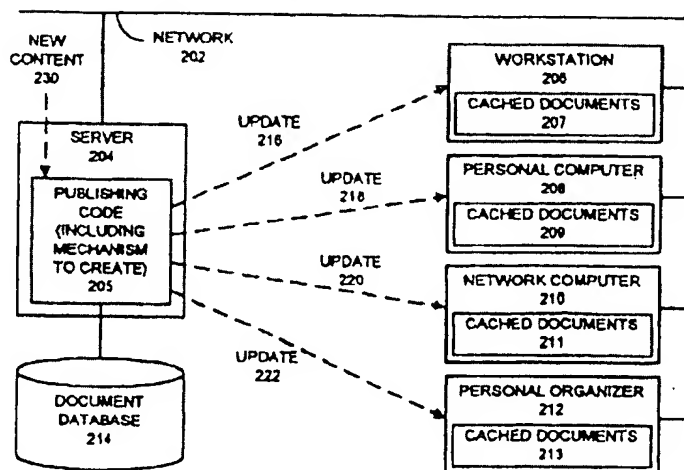 NEW
CONTENT
230
NETWORK
202
SERVER
204
PUBLISHING
CODE
(INCLUDING
MECHANISM
TO CREATE)
205
DOCUMENT
DATABASE
214
UPDATE
216
UPDATE
218
UPDATE
220
UPDATE
222
WORKSTATION
206
CACHED DOCUMENTS
207
PERSONAL COMPUTER
208
CACHED DOCUMENTS
209
NETWORK COMPUTER
210
CACHED DOCUMENTS
211
PERSONAL ORGANIZER
212
CACHED DOCUMENTS
213